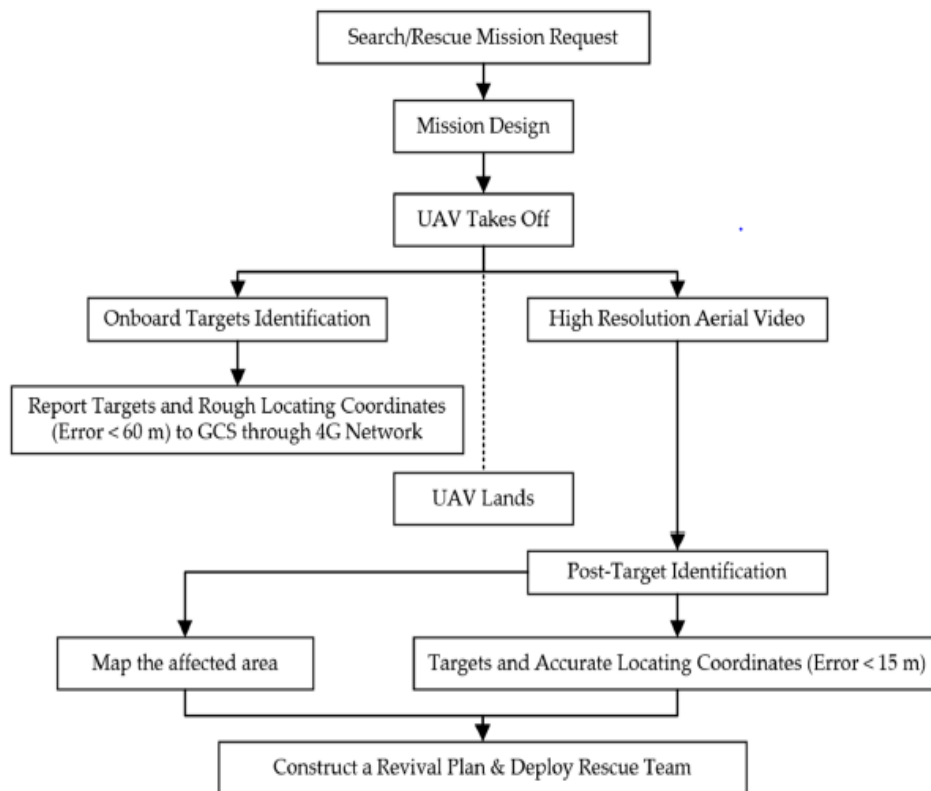 Search/Rescue Mission Request
Mission Design
UAV Takes Off
Onboard Targets Identification
High Resolution Aerial Video
Report Targets and Rough Locating Coordinates
(Error < 60 m) to GCS through 4G Network
UAV Lands
Post-Target Identification
Map the affected area
Targets and Accurate Locating Coordinates (Error < 15 m)
Construct a Revival Plan & Deploy Rescue Team